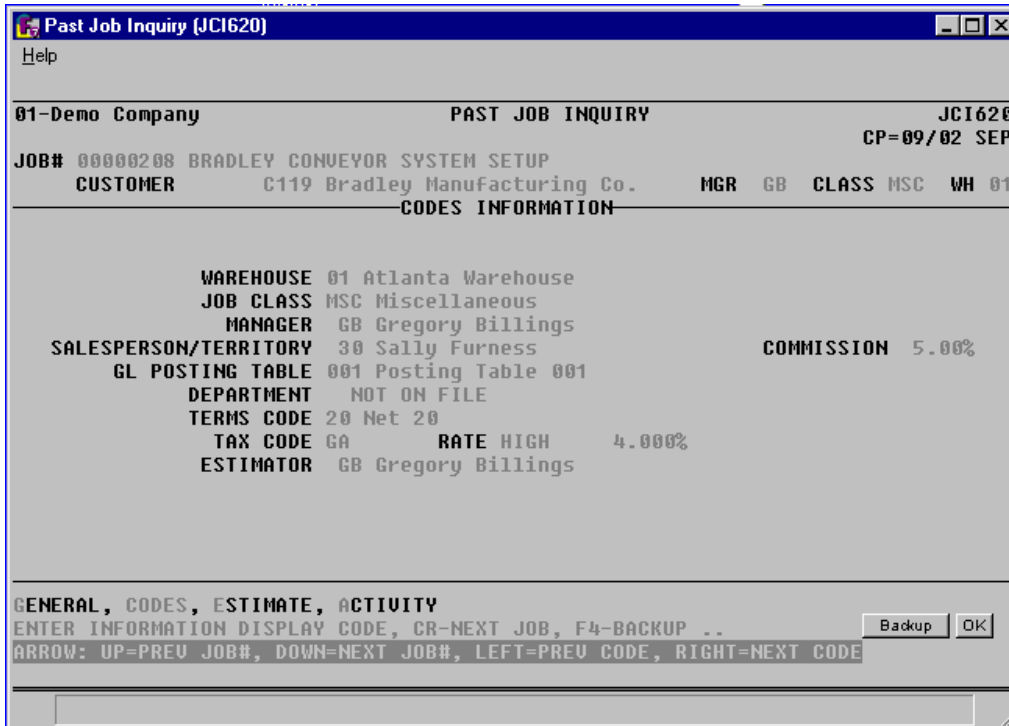 Past Job Inquiry (JCI620)
Help
01-Demo Company PAST JOB INQUIRY JCI620
CP=09/02 SEP
JOB# 00000208 BRADLEY CONVEYOR SYSTEM SETUP
CUSTOMER C119 Bradley Manufacturing Co. MGR GB CLASS MSC WH 01
CODES INFORMATION
WAREHOUSE 01 Atlanta Warehouse
JOB CLASS MSC Miscellaneous
MANAGER GB Gregory Billings
SALESPERSON/TERRITORY 30 Sally Furness COMMISSION 5.00%
GL POSTING TABLE 001 Posting Table 001
DEPARTMENT NOT ON FILE
TERMS CODE 20 Net 20
TAX CODE GA RATE HIGH 4.000%
ESTIMATOR GB Gregory Billings
GENERAL, CODES, ESTIMATE, ACTIVITY
ENTER INFORMATION DISPLAY CODE, CR-NEXT JOB, F4-BACKUP .. Backup OK
ARROW: UP=PREV JOB#, DOWN=NEXT JOB#, LEFT=PREV CODE, RIGHT=NEXT CODE